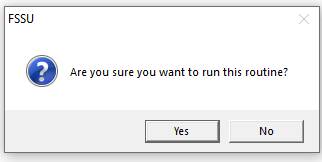 FSSU
Are you sure you want to run this routine?
Yes
No